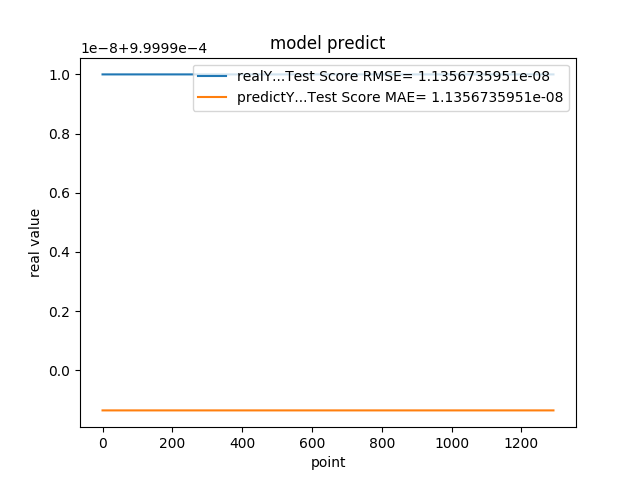 model predict
1e−8+9.9999e−4
realY...Test Score RMSE= 1.1356735951e-08
predictY...Test Score MAE= 1.1356735951e-08
1.0
0.8
0.6
0.4
0.2
0.0
real value
0 200 400 600 800 1000 1200
point